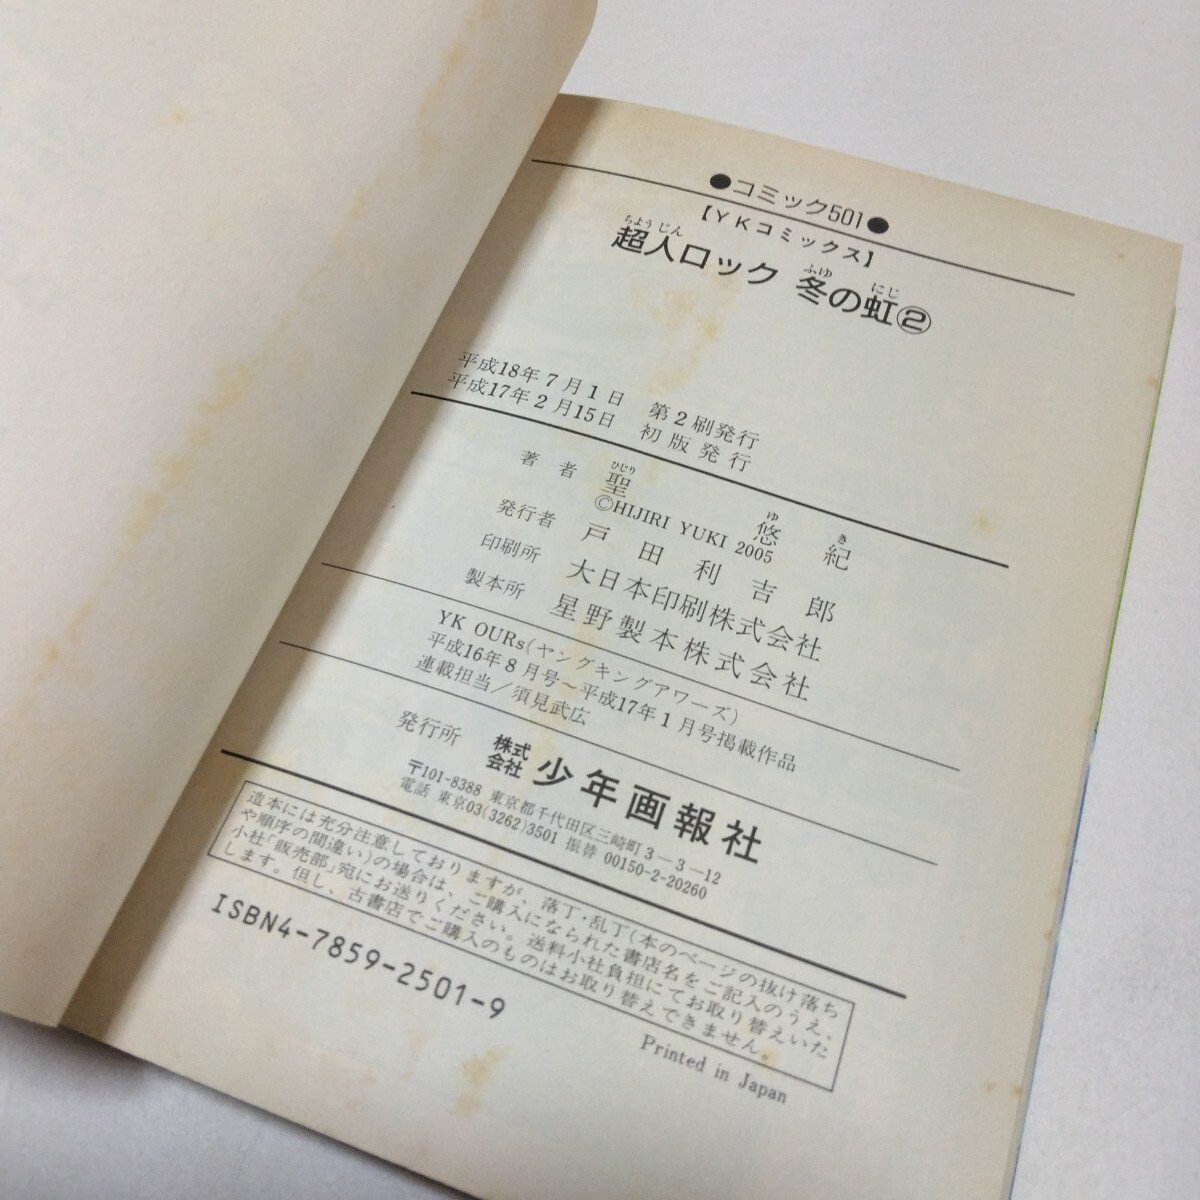 ●コミック501●
【YKコミックス】
ちょう じん ふゆ にじ
超人ロック 冬の虹②
平成18年7月1日 第2刷発行
平成17年2月15日 初版発行
ひじり ゆ き
著者 聖 悠紀
©HIJIRI YUKI 2005
発行者 戸田利吉郎
印刷所 大日本印刷株式会社
製本所 星野製本株式会社
YK OURs(ヤングキングアワーズ)
平成16年8月号～平成17年1月号掲載作品
連載担当/須見武広
発行所 株式会社 少年画報社
〒101-8388 東京都千代田区三崎町3―3―12
電話 東京03(3262)3501 振替 00150-2-20260
造本には充分注意しておりますが、落丁・乱丁(本のページの抜け落ち
や順序の間違い)の場合は、ご購入になられた書店名をご記入のうえ、
小社「販売部」宛にお送りください。送料小社負担にてお取り替えいた
します。但し、古書店でご購入のものはお取り替えできません。
ISBN4-7859-2501-9
Printed in Japan